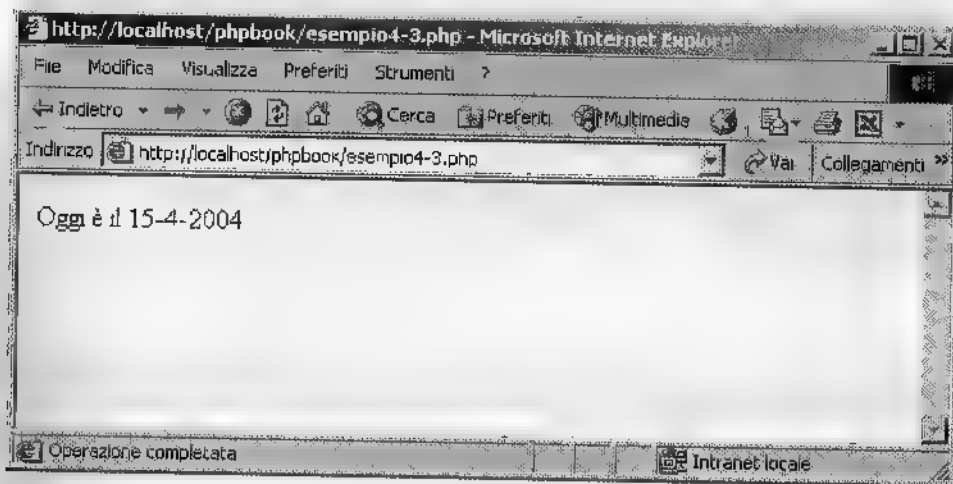 http://localhost/phpbook/esempio4-3.php - Microsoft Internet Explorer
File Modifica Visualizza Preferiti Strumenti ?
Indietro Cerca Preferiti Multimedia
Indirizzo http://localhost/phpbook/esempio4-3.php Vai Collegamenti »
Oggi è il 15-4-2004
Operazione completata Intranet locale